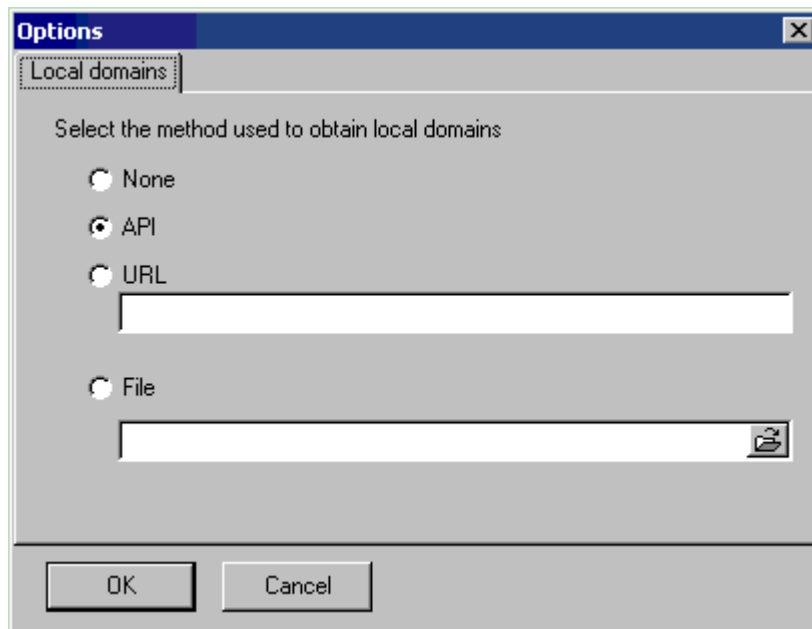 Options
Local domains
Select the method used to obtain local domains
None
API
URL
File
OK Cancel